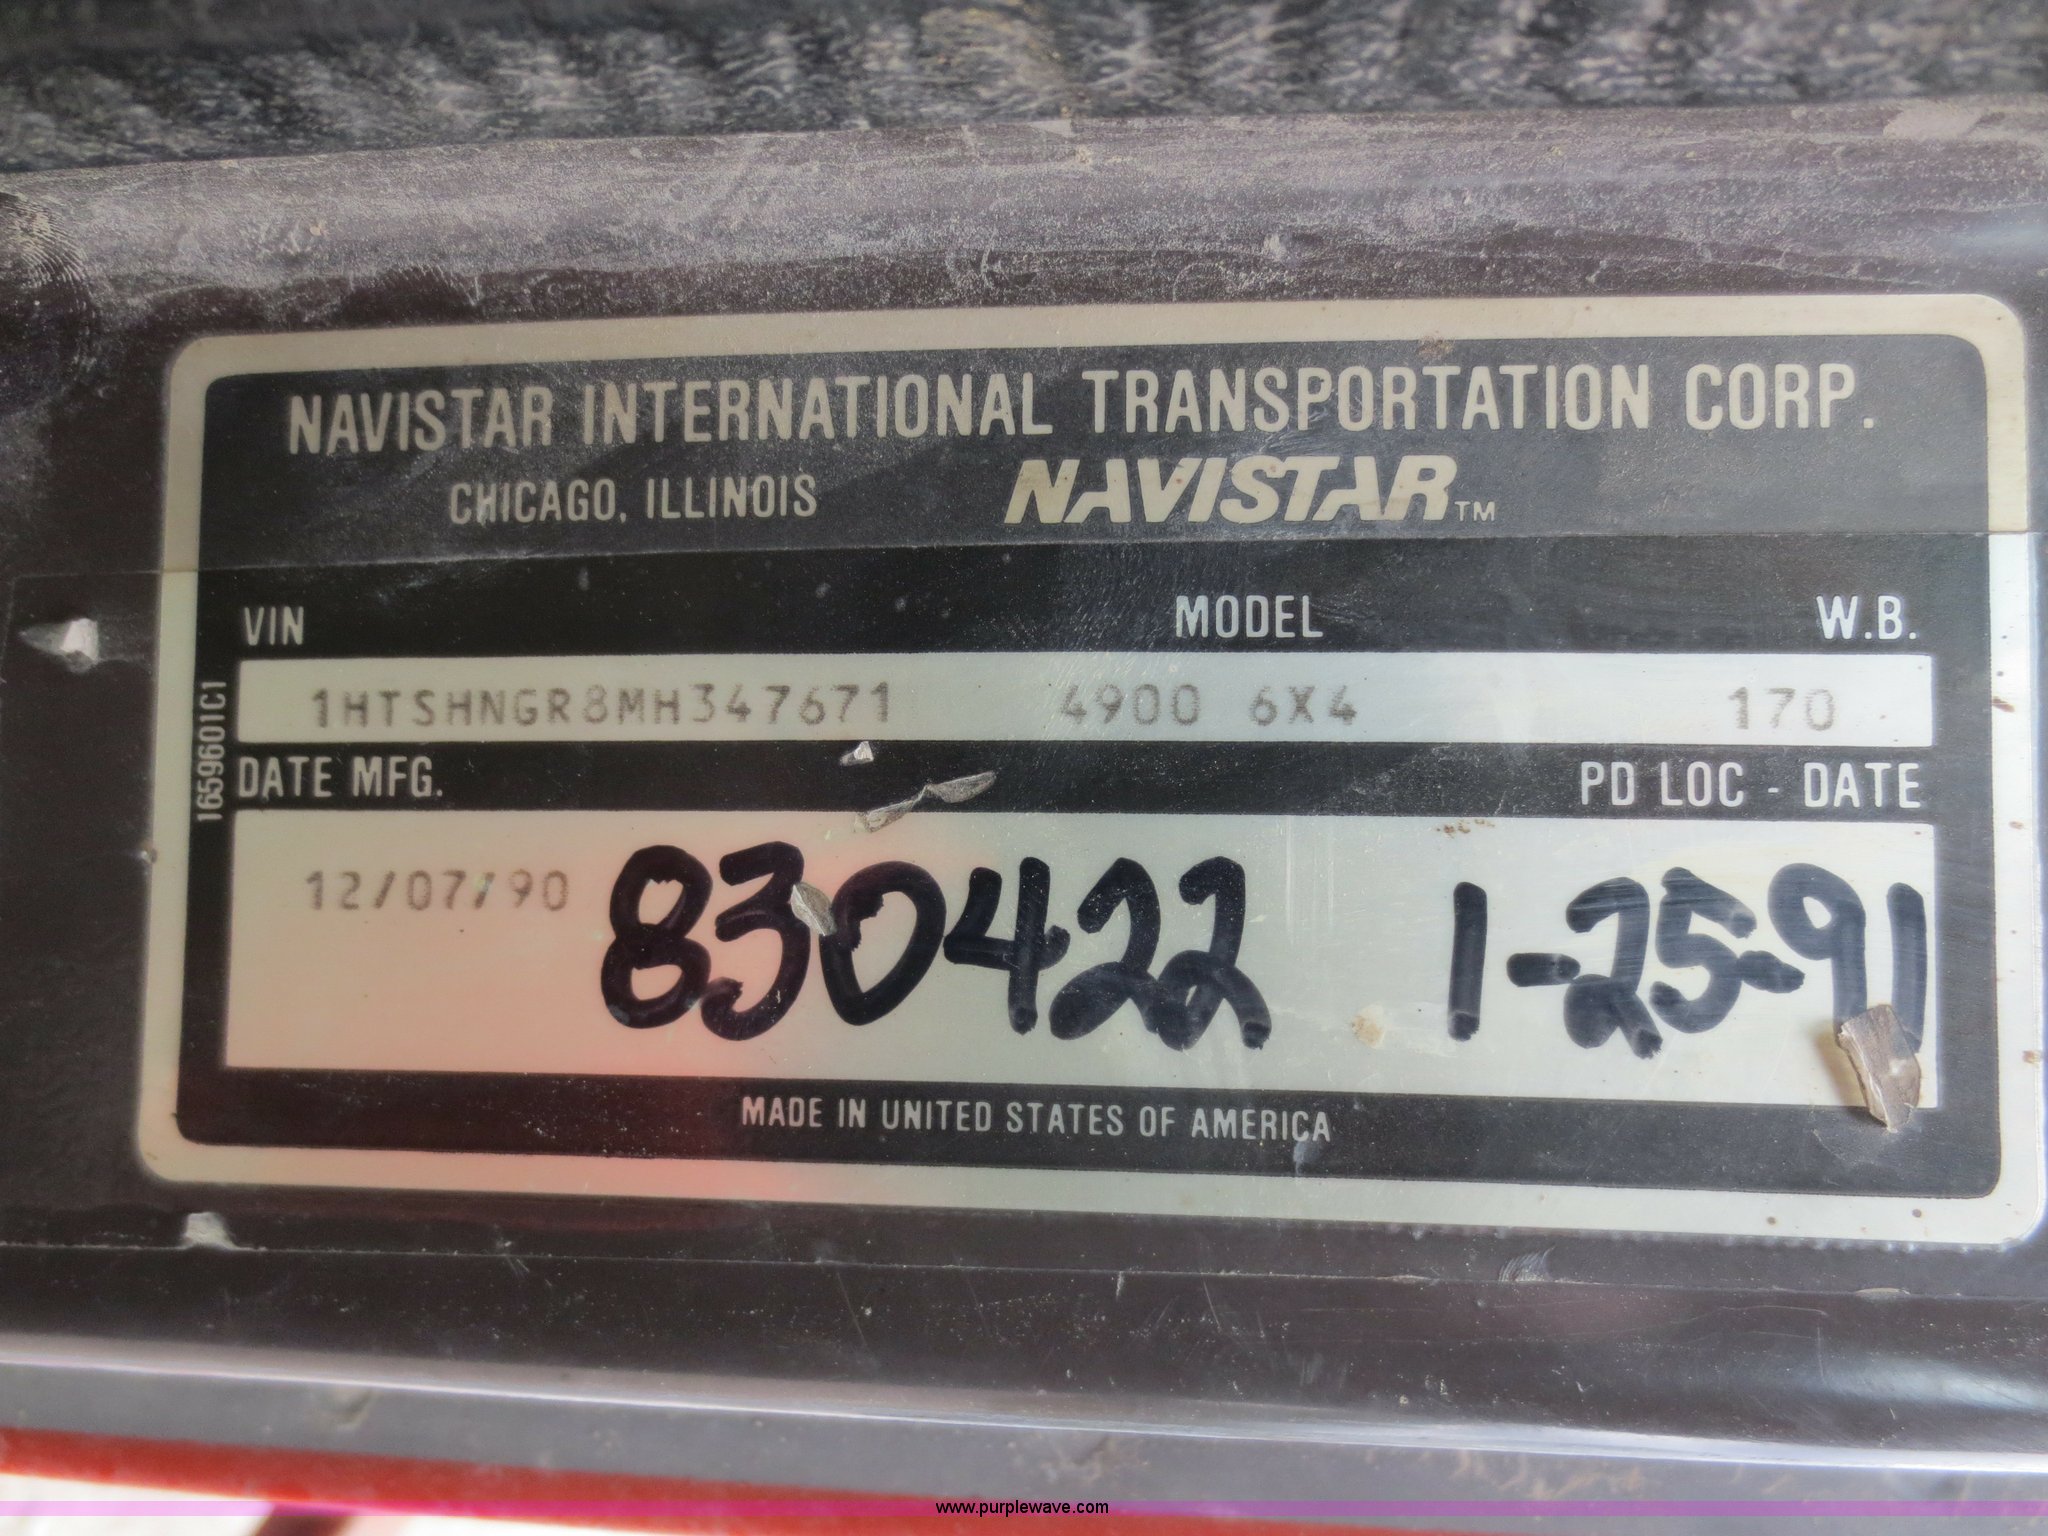 NAVISTAR INTERNATIONAL TRANSPORTATION CORP.
CHICAGO, ILLINOIS NAVISTAR™
VIN MODEL W.B.
1HTSHNGR8MH347671 4900 6X4 170
1659601C1
DATE MFG. PD LOC - DATE
12/07/90 830422 1-25-91
MADE IN UNITED STATES OF AMERICA
www.purplewave.com